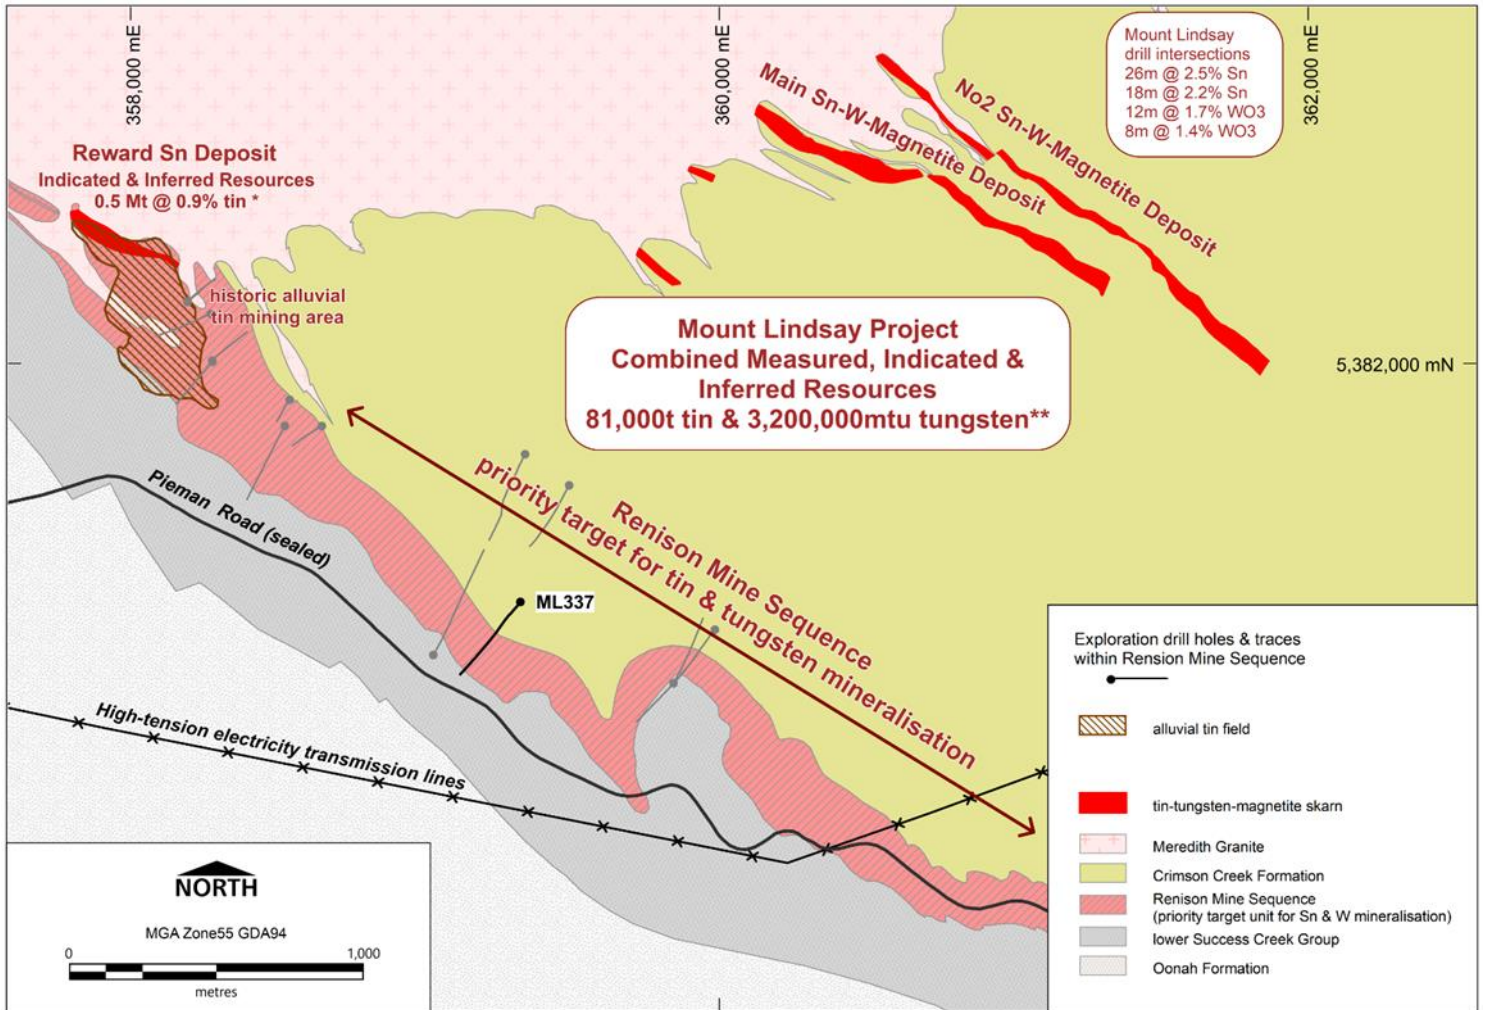 358,000 mE
360,000 mE
362,000 mE
Mount Lindsay
drill intersections
26m @ 2.5% Sn
18m @ 2.2% Sn
12m @ 1.7% WO3
8m @ 1.4% WO3
Main Sn-W-Magnetite Deposit
No2 Sn-W-Magnetite Deposit
Reward Sn Deposit
Indicated & Inferred Resources
0.5 Mt @ 0.9% tin *
historic alluvial
tin mining area
Mount Lindsay Project
Combined Measured, Indicated &
Inferred Resources
81,000t tin & 3,200,000mtu tungsten**
5,382,000 mN
Renison Mine Sequence
priority target for tin & tungsten mineralisation
Pieman Road (sealed)
ML337
High-tension electricity transmission lines
NORTH
MGA Zone55 GDA94
0 1,000
metres
Exploration drill holes & traces
within Rension Mine Sequence
alluvial tin field
tin-tungsten-magnetite skarn
Meredith Granite
Crimson Creek Formation
Renison Mine Sequence
(priority target unit for Sn & W mineralisation)
lower Success Creek Group
Oonah Formation